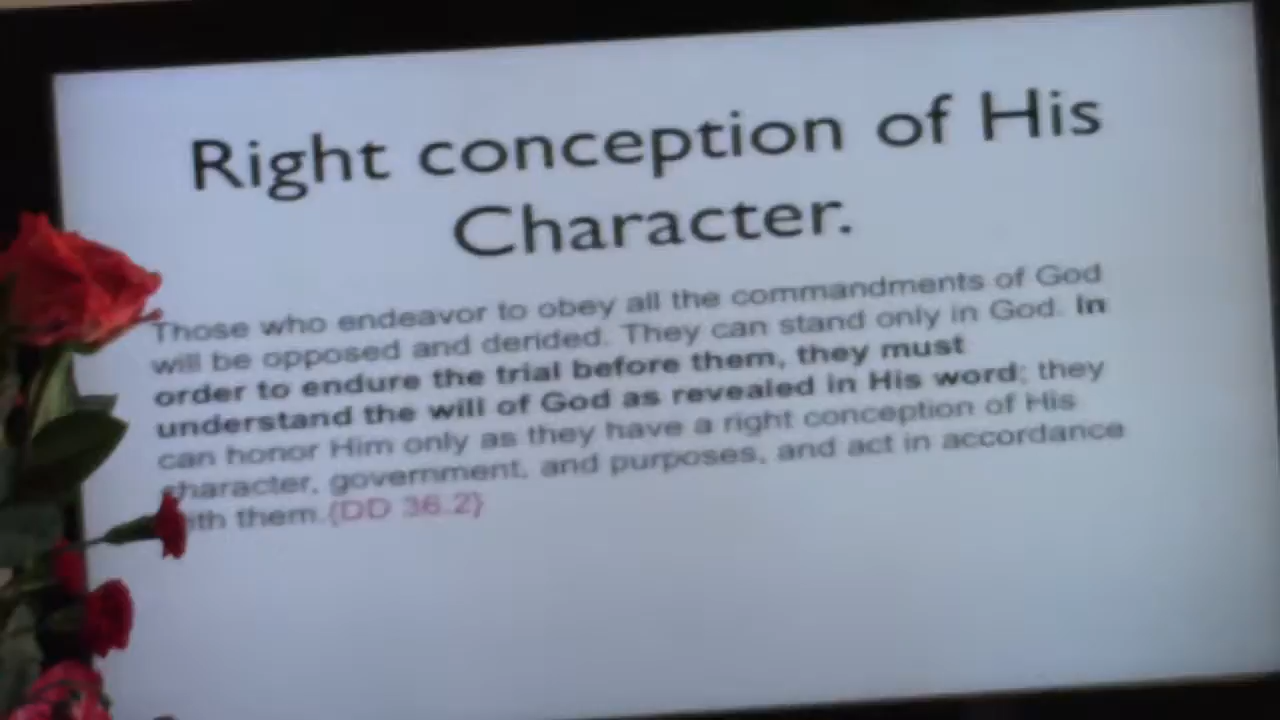 Right conception of His
Character.
Those who endeavor to obey all the commandments of God
will be opposed and derided. They can stand only in God. In
order to endure the trial before them, they must
understand the will of God as revealed in His word; they
can honor Him only as they have a right conception of His
character, government, and purposes, and act in accordance
with them.{DD 36.2}